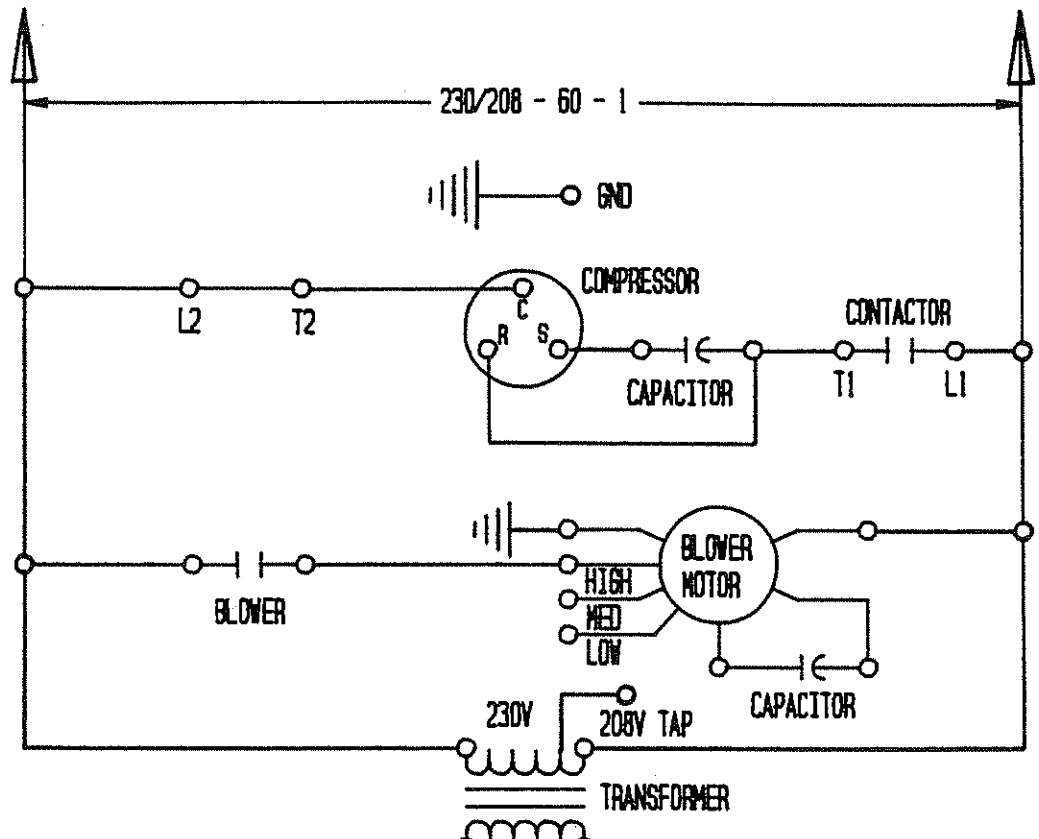 230/208 - 60 - 1
GND
COMPRESSOR
C
R S
L2 T2
CONTACTOR
CAPACITOR
T1 L1
BLOWER
MOTOR
HIGH
MED
LOW
BLOWER
CAPACITOR
230V
208V TAP
TRANSFORMER